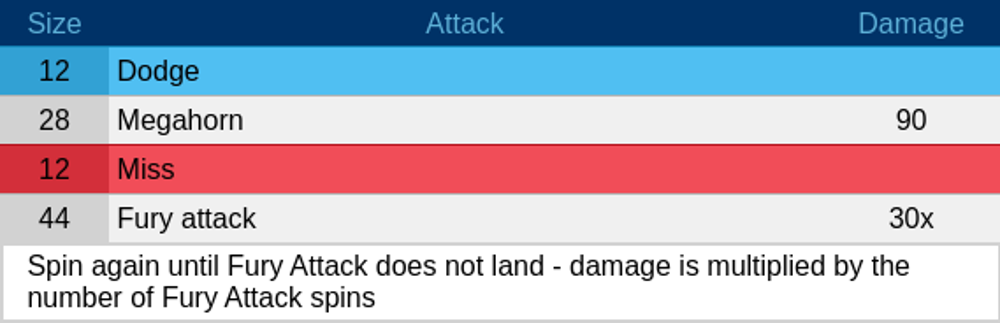 Size Attack Damage
12 Dodge
28 Megahorn 90
12 Miss
44 Fury attack 30x
Spin again until Fury Attack does not land - damage is multiplied by the
number of Fury Attack spins